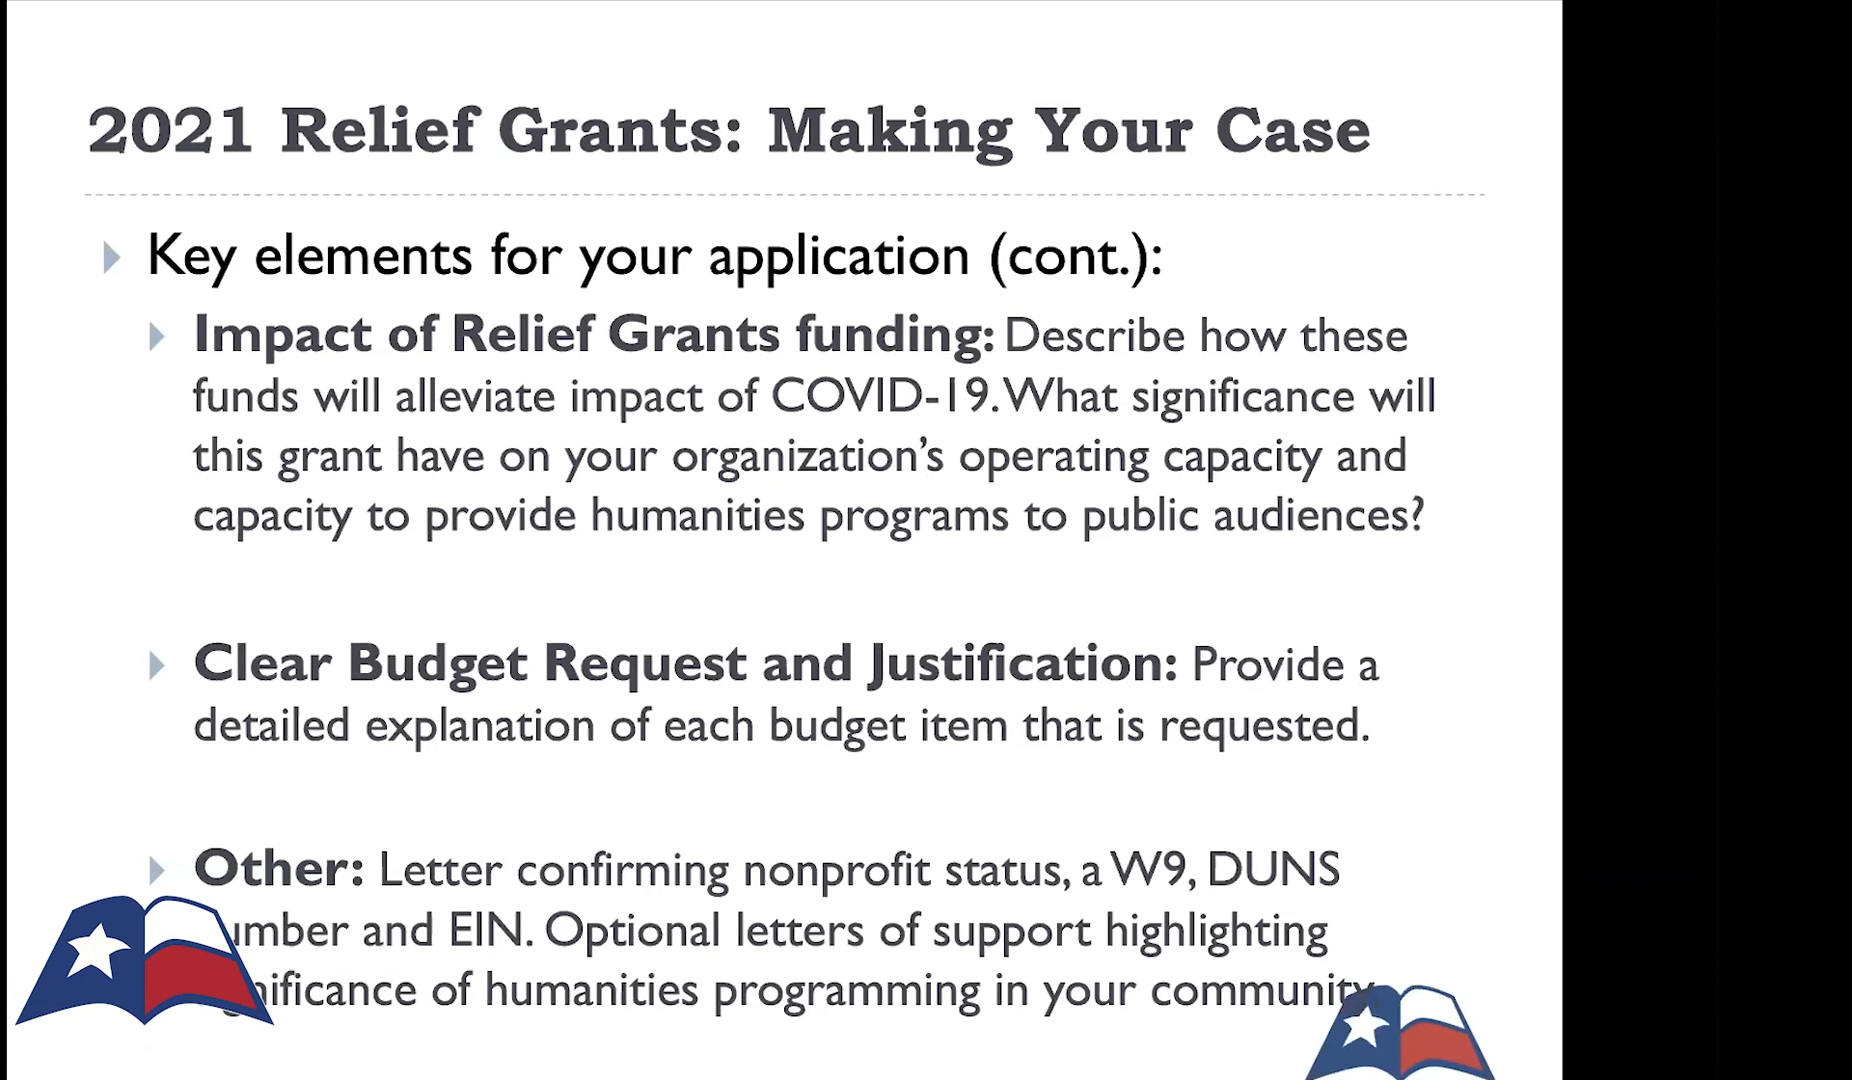 2021 Relief Grants: Making Your Case
Key elements for your application (cont.):
Impact of Relief Grants funding: Describe how these
funds will alleviate impact of COVID-19. What significance will
this grant have on your organization’s operating capacity and
capacity to provide humanities programs to public audiences?
Clear Budget Request and Justification: Provide a
detailed explanation of each budget item that is requested.
Other: Letter confirming nonprofit status, a W9, DUNS
umber and EIN. Optional letters of support highlighting
nificance of humanities programming in your community